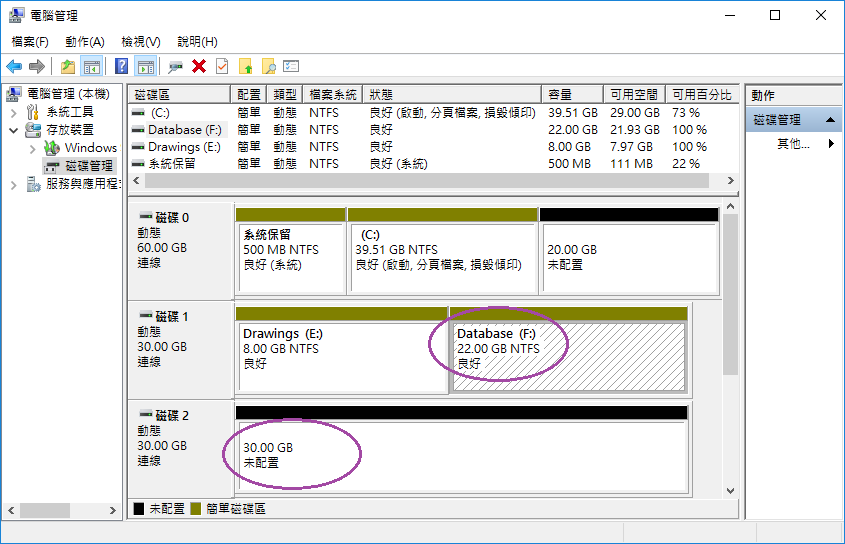 電腦管理
檔案(F) 動作(A) 檢視(V) 說明(H)
電腦管理 (本機)
系統工具
存放裝置
Windows
磁碟管理
服務與應用程式
磁碟區 配置 類型 檔案系統 狀態 容量 可用空間 可用百分比
(C:) 簡單 動態 NTFS 良好 (啟動, 分頁檔案, 損毀傾印) 39.51 GB 29.00 GB 73 %
Database (F:) 簡單 動態 NTFS 良好 22.00 GB 21.93 GB 100 %
Drawings (E:) 簡單 動態 NTFS 良好 8.00 GB 7.97 GB 100 %
系統保留 簡單 動態 NTFS 良好 (系統) 500 MB 111 MB 22 %
動作
磁碟管理
其他...
磁碟 0
動態
60.00 GB
連線
系統保留
500 MB NTFS
良好 (系統)
(C:)
39.51 GB NTFS
良好 (啟動, 分頁檔案, 損毀傾印)
20.00 GB
未配置
磁碟 1
動態
30.00 GB
連線
Drawings (E:)
8.00 GB NTFS
良好
Database (F:)
22.00 GB NTFS
良好
磁碟 2
動態
30.00 GB
連線
30.00 GB
未配置
未配置 簡單磁碟區